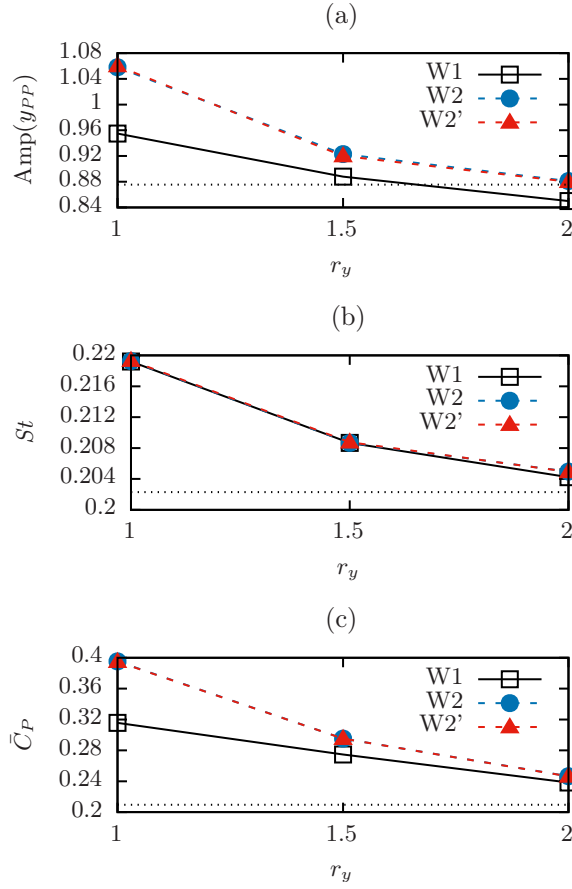 (a)
Amp(y_PP)
1.08
1.04
1
0.96
0.92
0.88
0.84
W1
W2
W2'
1 1.5 2
r_y
(b)
St
0.22
0.216
0.212
0.208
0.204
0.2
W1
W2
W2'
1 1.5 2
r_y
(c)
C̄_P
0.4
0.36
0.32
0.28
0.24
0.2
W1
W2
W2'
1 1.5 2
r_y